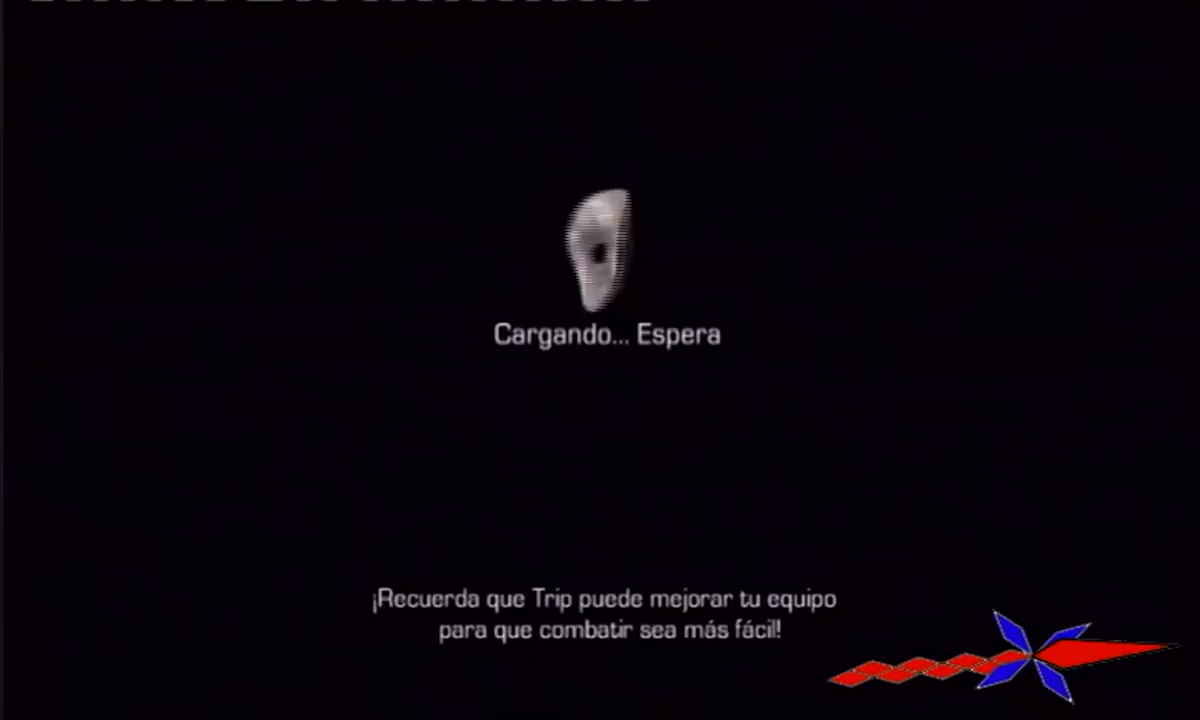 Cargando... Espera
¡Recuerda que Trip puede mejorar tu equipo
para que combatir sea más fácil!